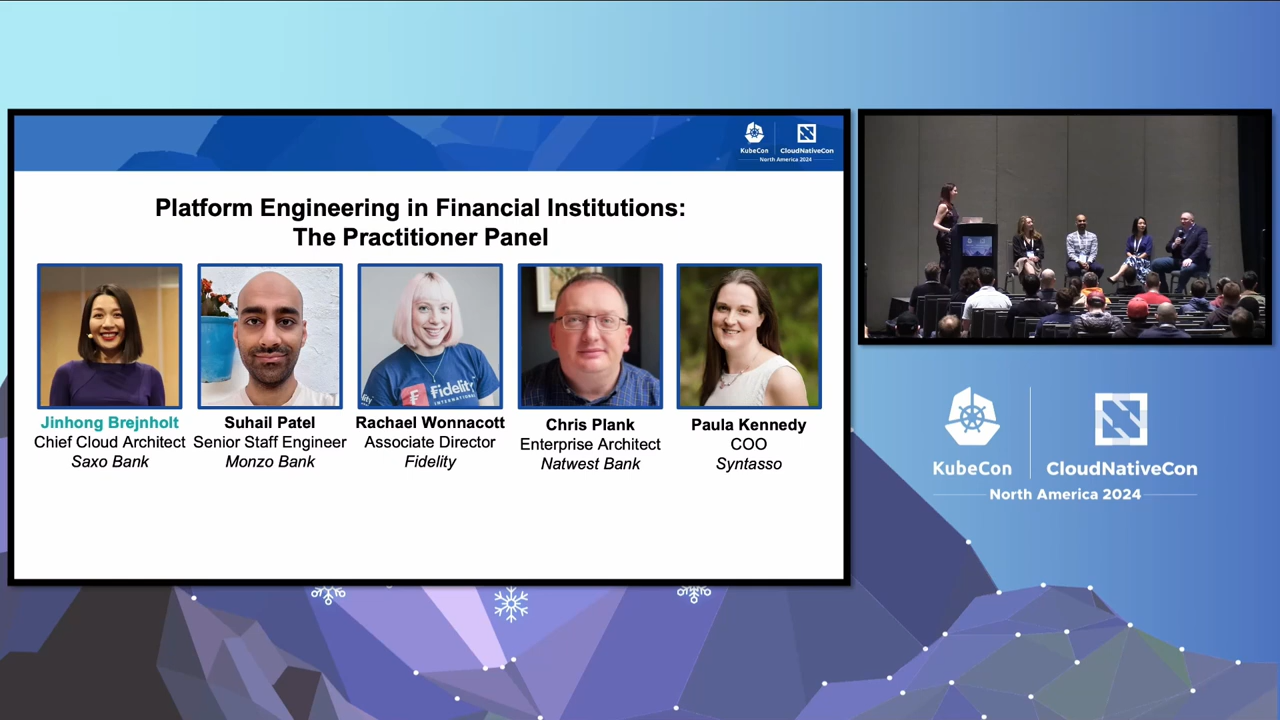 KubeCon
CloudNativeCon
North America 2024
Platform Engineering in Financial Institutions:
The Practitioner Panel
Fidelity
INTERNATIONAL
Jinhong Brejnholt
Chief Cloud Architect
Saxo Bank
Suhail Patel
Senior Staff Engineer
Monzo Bank
Rachael Wonnacott
Associate Director
Fidelity
Chris Plank
Enterprise Architect
Natwest Bank
Paula Kennedy
COO
Syntasso
KubeCon
CloudNativeCon
North America 2024